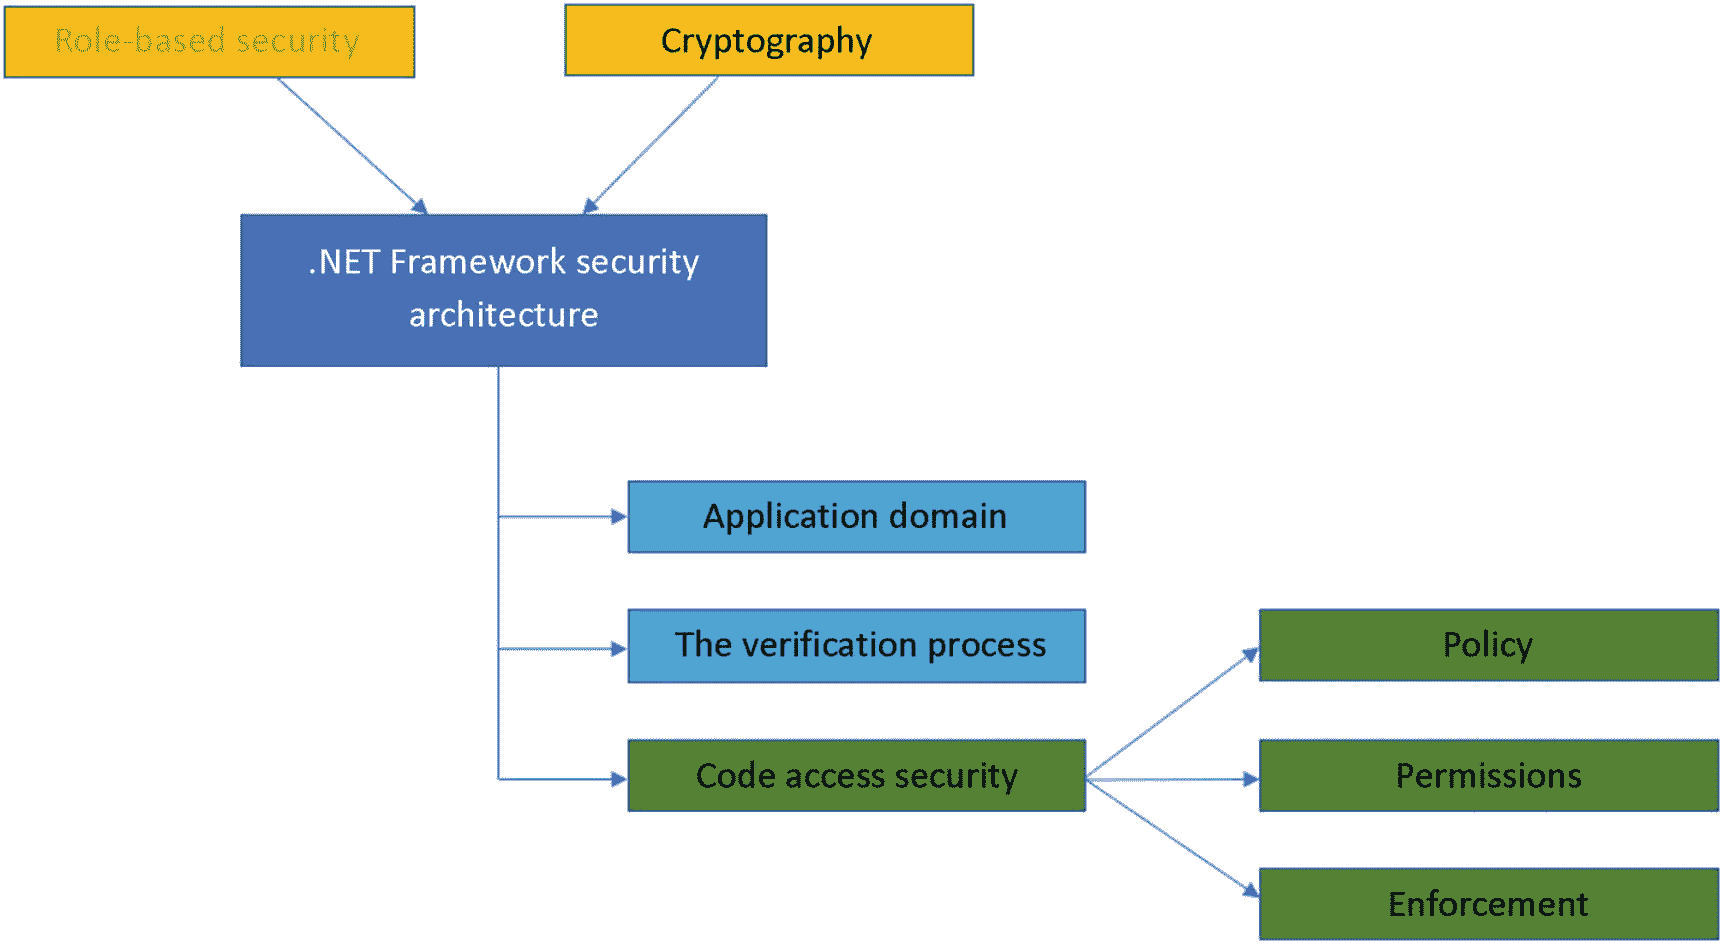 Role-based security
Cryptography
.NET Framework security
architecture
Application domain
The verification process
Policy
Code access security
Permissions
Enforcement